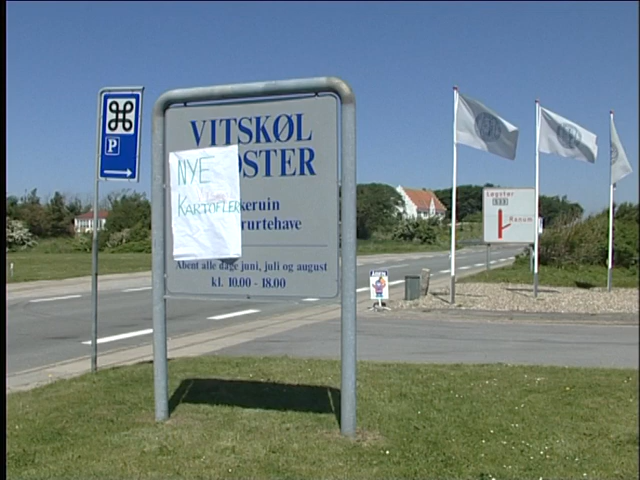 P
VITSKØL
OSTER
NYE
KARTOFLER
keruin
rurtehave
Åbent alle dage juni, juli og august
kl. 10.00 - 18.00
Løgstør
533
Ranum